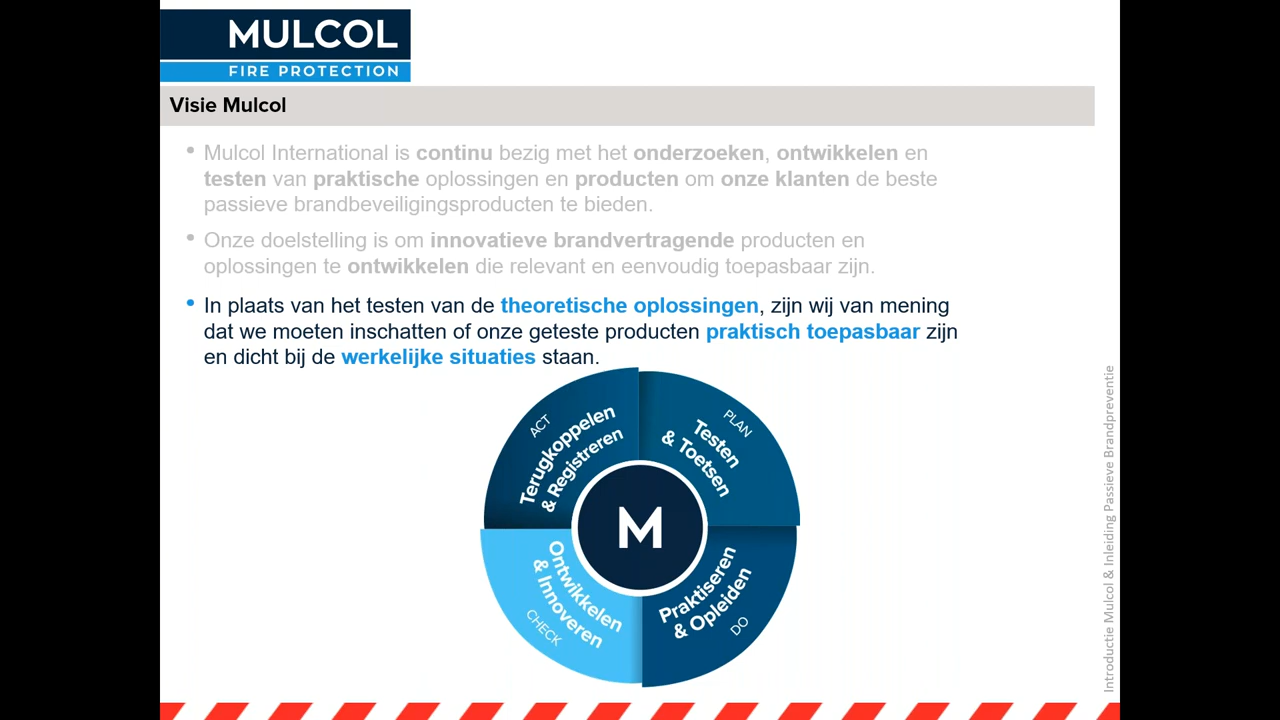 MULCOL
FIRE PROTECTION
Visie Mulcol
• Mulcol International is continu bezig met het onderzoeken, ontwikkelen en
testen van praktische oplossingen en producten om onze klanten de beste
passieve brandbeveiligingsproducten te bieden.
• Onze doelstelling is om innovatieve brandvertragende producten en
oplossingen te ontwikkelen die relevant en eenvoudig toepasbaar zijn.
• In plaats van het testen van de theoretische oplossingen, zijn wij van mening
dat we moeten inschatten of onze geteste producten praktisch toepasbaar zijn
en dicht bij de werkelijke situaties staan.
ACT
Terugkoppelen
& Registreren
PLAN
Testen
& Toetsen
M
Ontwikkelen
& Innoveren
CHECK
Praktiseren
& Opleiden
DO
Introductie Mulcol & Inleiding Passieve Brandpreventie